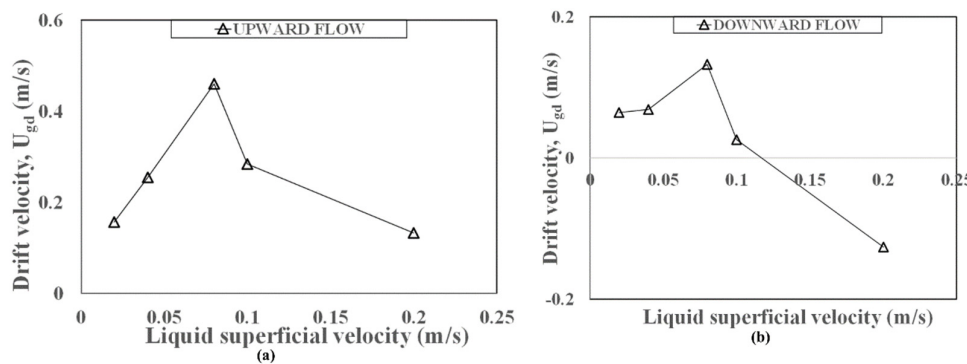 0.6
UPWARD FLOW
Drift velocity, U_gd (m/s)
0.4
0.2
0
0
0.05
0.1
0.15
0.2
0.25
Liquid superficial velocity (m/s)
(a)
0.2
DOWNWARD FLOW
Drift velocity, U_gd (m/s)
0
0
0.05
0.1
0.15
0.2
0.25
-0.2
Liquid superficial velocity (m/s)
(b)